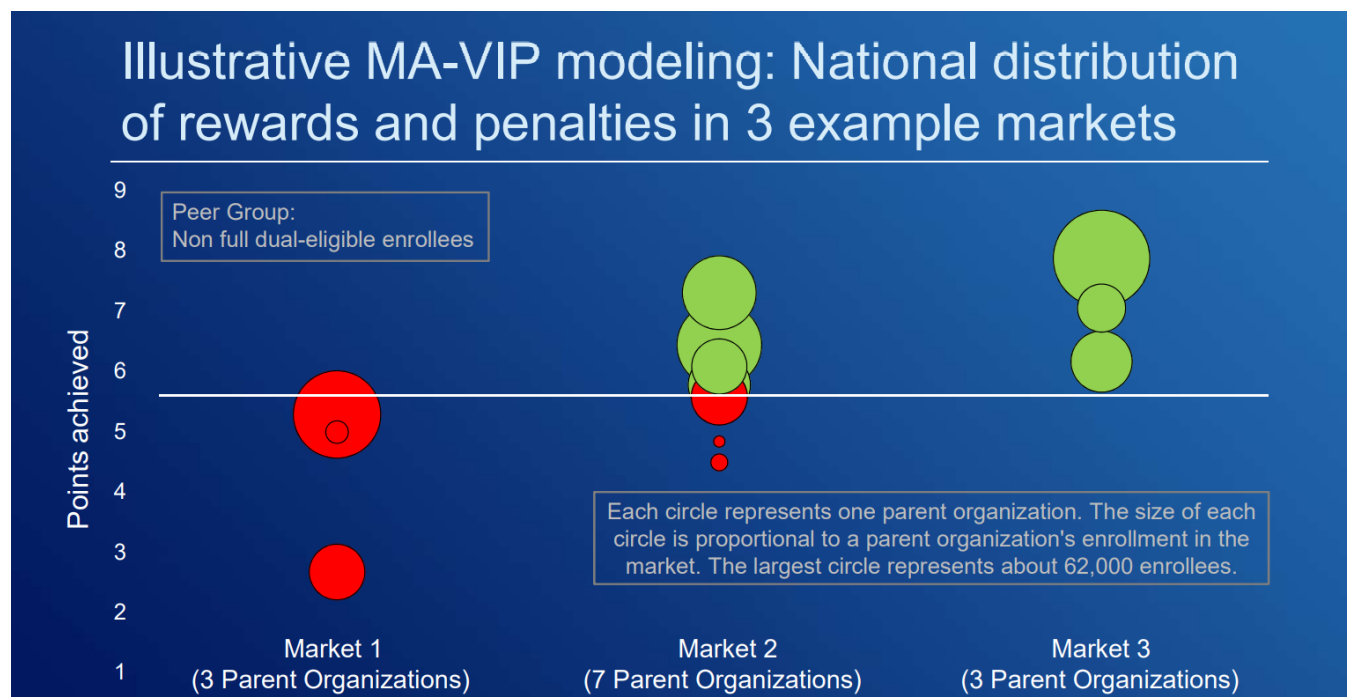 Illustrative MA-VIP modeling: National distribution
of rewards and penalties in 3 example markets
9
8
7
6
5
4
3
2
1
Points achieved
Peer Group:
Non full dual-eligible enrollees
Each circle represents one parent organization. The size of each
circle is proportional to a parent organization's enrollment in the
market. The largest circle represents about 62,000 enrollees.
Market 1
(3 Parent Organizations)
Market 2
(7 Parent Organizations)
Market 3
(3 Parent Organizations)